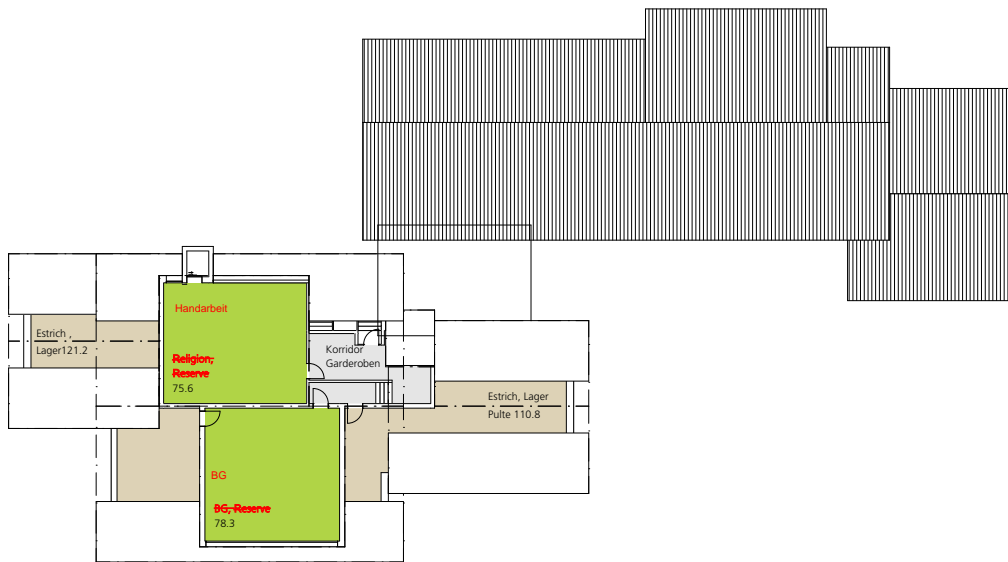 Handarbeit
Estrich ,
Lager121.2
Religion,
Reserve
75.6
Korridor
Garderoben
Estrich, Lager
Pulte 110.8
BG
BG, Reserve
78.3